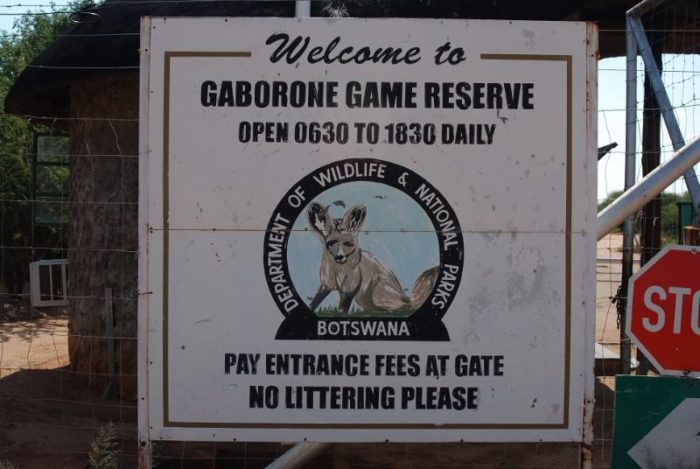 Welcome to
GABORONE GAME RESERVE
OPEN 0630 TO 1830 DAILY
DEPARTMENT OF WILDLIFE & NATIONAL PARKS
BOTSWANA
PAY ENTRANCE FEES AT GATE
NO LITTERING PLEASE
STO